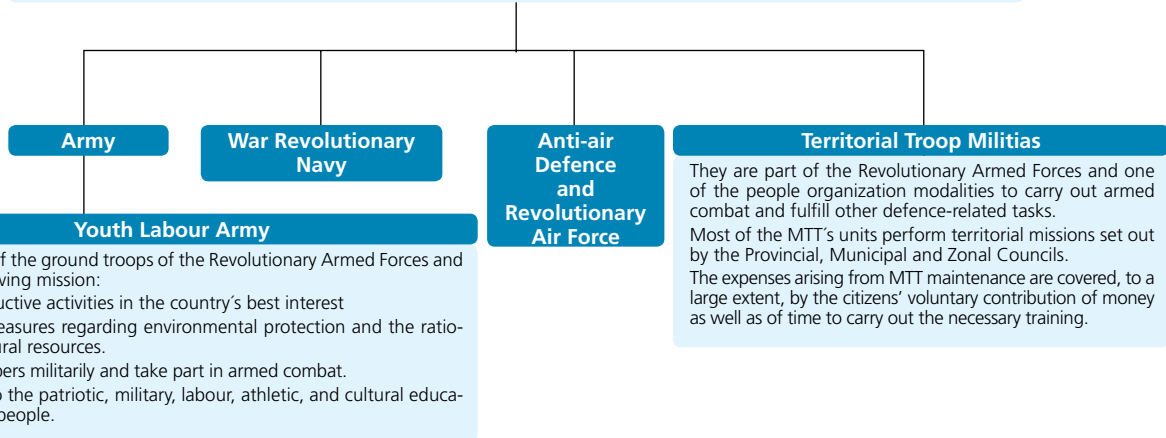 Army
War Revolutionary
Navy
Anti-air
Defence
and
Revolutionary
Air Force
Territorial Troop Militias
They are part of the Revolutionary Armed Forces and one
of the people organization modalities to carry out armed
combat and fulfill other defence-related tasks.
Most of the MTT´s units perform territorial missions set out
by the Provincial, Municipal and Zonal Councils.
The expenses arising from MTT maintenance are covered, to a
large extent, by the citizens’ voluntary contribution of money
as well as of time to carry out the necessary training.
Youth Labour Army
f the ground troops of the Revolutionary Armed Forces and
ving mission:
uctive activities in the country´s best interest
easures regarding environmental protection and the ratio-
ural resources.
bers militarily and take part in armed combat.
o the patriotic, military, labour, athletic, and cultural educa-
people.